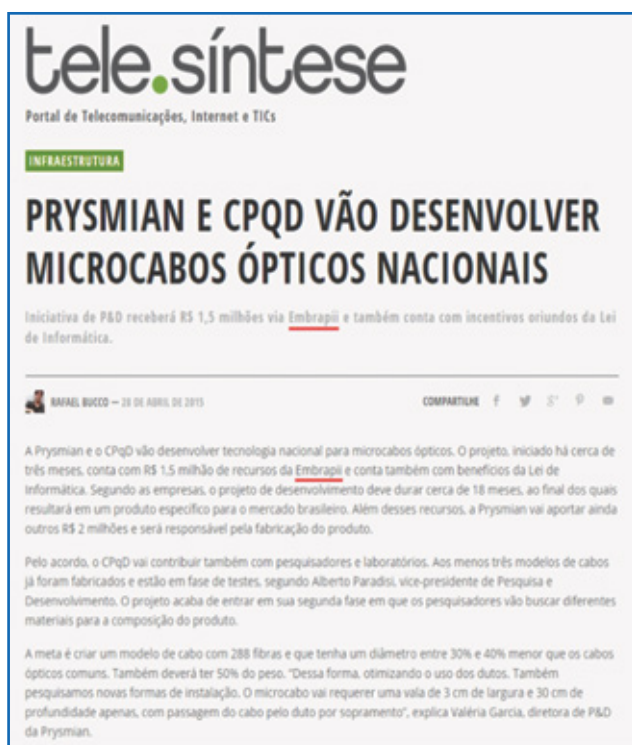 tele.síntese
Portal de Telecomunicações, Internet e TICs
INFRAESTRUTURA
PRYSMIAN E CPQD VÃO DESENVOLVER
MICROCABOS ÓPTICOS NACIONAIS
Iniciativa de P&D receberá R$ 1,5 milhões via Embrapii e também conta com incentivos oriundos da Lei
de Informática.
RAFAEL BUCCO — 28 DE ABRIL DE 2015 COMPARTILHE
A Prysmian e o CPqD vão desenvolver tecnologia nacional para microcabos ópticos. O projeto, iniciado há cerca de
três meses, conta com R$ 1,5 milhão de recursos da Embrapii e conta também com benefícios da Lei de
Informática. Segundo as empresas, o projeto de desenvolvimento deve durar cerca de 18 meses, ao final dos quais
resultará em um produto específico para o mercado brasileiro. Além desses recursos, a Prysmian vai aportar ainda
outros R$ 2 milhões e será responsável pela fabricação do produto.
Pelo acordo, o CPqD vai contribuir também com pesquisadores e laboratórios. Aos menos três modelos de cabos
já foram fabricados e estão em fase de testes, segundo Alberto Paradisi, vice-presidente de Pesquisa e
Desenvolvimento. O projeto acaba de entrar em sua segunda fase em que os pesquisadores vão buscar diferentes
materiais para a composição do produto.
A meta é criar um modelo de cabo com 288 fibras e que tenha um diâmetro entre 30% e 40% menor que os cabos
ópticos comuns. Também deverá ter 50% do peso. "Dessa forma, otimizando o uso dos dutos. Também
pesquisamos novas formas de instalação. O microcabo vai requerer uma vala de 3 cm de largura e 30 cm de
profundidade apenas, com passagem do cabo pelo duto por sopramento", explica Valéria Garcia, diretora de P&D
da Prysmian.